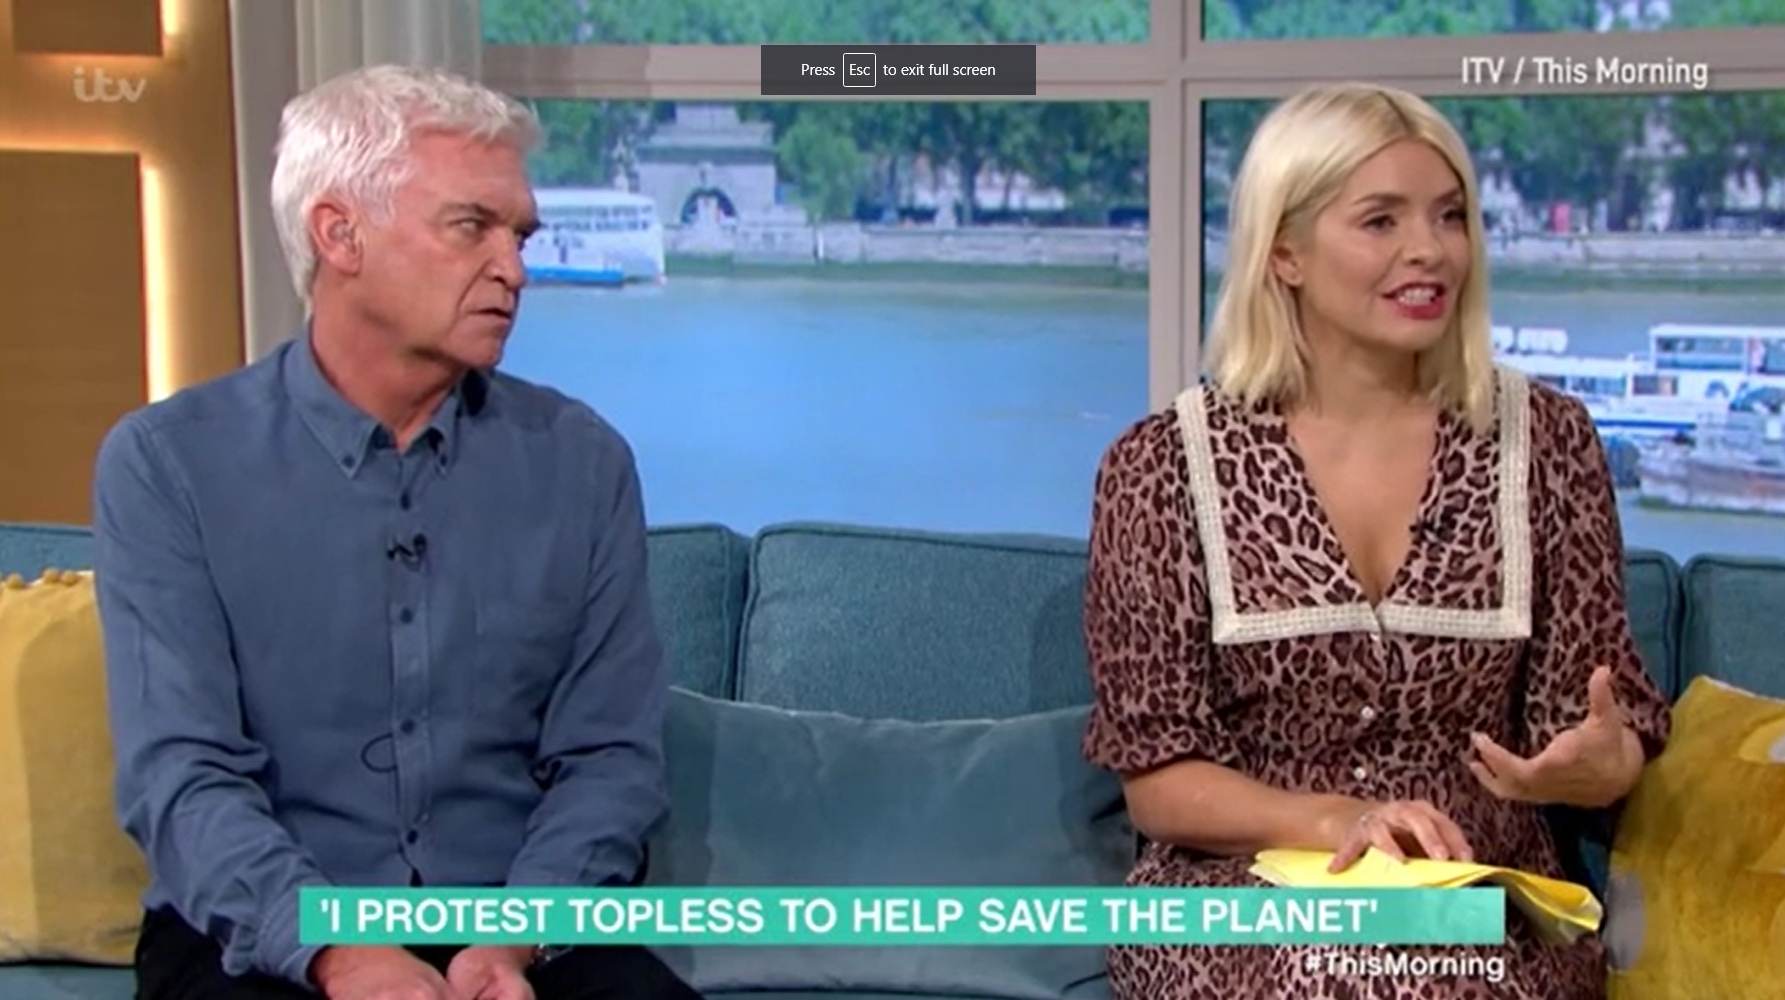 Press Esc to exit full screen
itv
ITV / This Morning
'I PROTEST TOPLESS TO HELP SAVE THE PLANET'
#ThisMorning